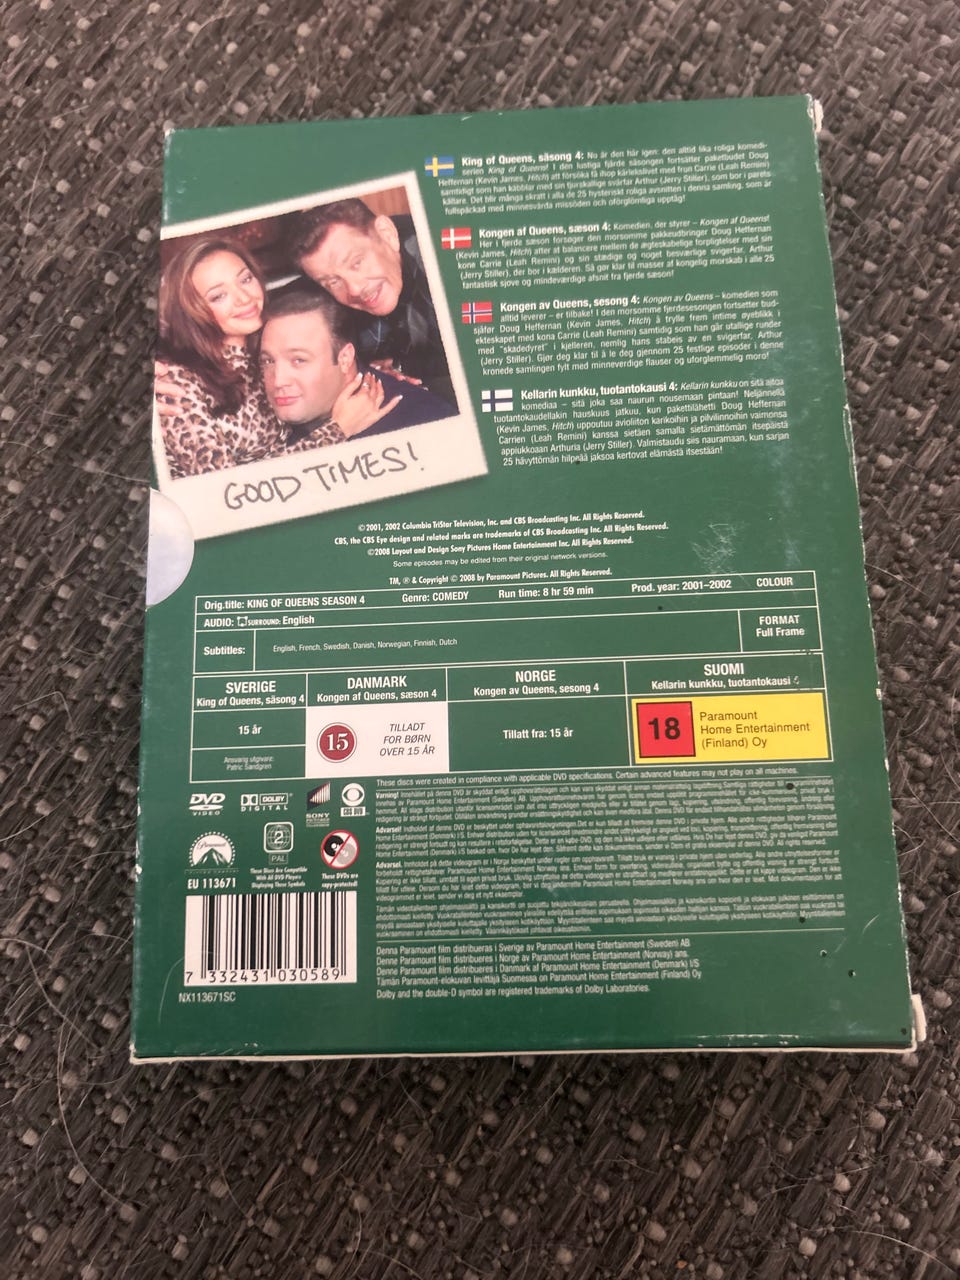 King of Queens, säsong 4: Nu är den här igen: den alltid lika roliga komedi-
serien King of Queens! I den lustiga fjärde säsongen fortsätter paketbudet Doug
Heffernan (Kevin James, Hitch) att försöka få ihop kärlekslivet med frun Carrie (Leah Remini)
samtidigt som han käbblar med sin tjurskallige svärfar Arthur (Jerry Stiller), som bor i parets
källare. Det blir många skratt i alla de 25 hysteriskt roliga avsnitten i denna samling, som är
fullspäckad med minnesvärda missöden och oförglömliga upptåg!
Kongen af Queens, sæson 4: Komedien, der styrer – Kongen af Queens!
Her i fjerde sæson forsøger den morsomme pakkeudbringer Doug Heffernan
(Kevin James, Hitch) atter at balancere mellem de ægteskabelige forpligtelser med sin
kone Carrie (Leah Remini) og sin stædige og noget besværlige svigerfar, Arthur
(Jerry Stiller), der bor i kælderen. Så gør klar til masser af kongelig morskab i alle 25
fantastisk sjove og mindeværdige afsnit fra fjerde sæson!
Kongen av Queens, sesong 4: Kongen av Queens – komedien som
alltid leverer – er tilbake! I den morsomme fjerdesesongen fortsetter bud-
sjåfør Doug Heffernan (Kevin James, Hitch) å trylle frem intime øyeblikk i
ekteskapet med kona Carrie (Leah Remini) samtidig som han går utallige runder
med "skadedyret" i kjelleren, nemlig hans stabeis av en svigerfar, Arthur
(Jerry Stiller). Gjør deg klar til å le deg gjennom 25 festlige episoder i denne
kronede samlingen fylt med minneverdige flauser og uforglemmelig moro!
Kellarin kunkku, tuotantokausi 4: Kellarin kunkku on sitä aitoa
komediaa – sitä joka saa naurun nousemaan pintaan! Neljännellä
tuotantokaudellakin hauskuus jatkuu, kun pakettilähetti Doug Heffernan
(Kevin James, Hitch) uppoutuu avioliiton karikoihin ja pilvilinnoihin vaimonsa
Carrien (Leah Remini) kanssa sietäen samalla sietämättömän itsepäistä
appiukkoaan Arthuria (Jerry Stiller). Valmistaudu siis nauramaan, kun sarjan
25 hävyttömän hilpeää jaksoa kertovat elämästä itsestään!
GOOD TIMES!
©2001, 2002 Columbia TriStar Television, Inc. and CBS Broadcasting Inc. All Rights Reserved.
CBS, the CBS Eye design and related marks are trademarks of CBS Broadcasting Inc. All Rights Reserved.
©2008 Layout and Design Sony Pictures Home Entertainment Inc. All Rights Reserved.
Some episodes may be edited from their original network versions.
TM, ® & Copyright © 2008 by Paramount Pictures. All Rights Reserved.
Orig.title: KING OF QUEENS SEASON 4 Genre: COMEDY Run time: 8 hr 59 min Prod. year: 2001–2002 COLOUR
AUDIO: SURROUND: English
Subtitles: English, French, Swedish, Danish, Norwegian, Finnish, Dutch
FORMAT
Full Frame
SVERIGE
King of Queens, säsong 4
15 år
Ansvarig utgivare:
Patric Sandgren
DANMARK
Kongen af Queens, sæson 4
15
TILLADT
FOR BØRN
OVER 15 ÅR
NORGE
Kongen av Queens, sesong 4
Tillatt fra: 15 år
SUOMI
Kellarin kunkku, tuotantokausi 4
18
Paramount
Home Entertainment
(Finland) Oy
These discs were created in compliance with applicable DVD specifications. Certain advanced features may not play on all machines.
DVD
VIDEO
DOLBY
DIGITAL
SONY
CBS DVD
Paramount
2
PAL
These Discs Are Compatible
With All DVD Players
Displaying These Symbols
These DVDs are
copy-protected!
EU 113671
7 332431 030589
NX113671SC
Denna Paramount film distribueras i Sverige av Paramount Home Entertainment (Sweden) AB
Denne Paramount film distribueres i Norge av Paramount Home Entertainment (Norway) ans.
Denne Paramount film distribueres i Danmark af Paramount Home Entertainment (Denmark) I/S
Tämän Paramount-elokuvan levittäjä Suomessa on Paramount Home Entertainment (Finland) Oy
Dolby and the double-D symbol are registered trademarks of Dolby Laboratories.